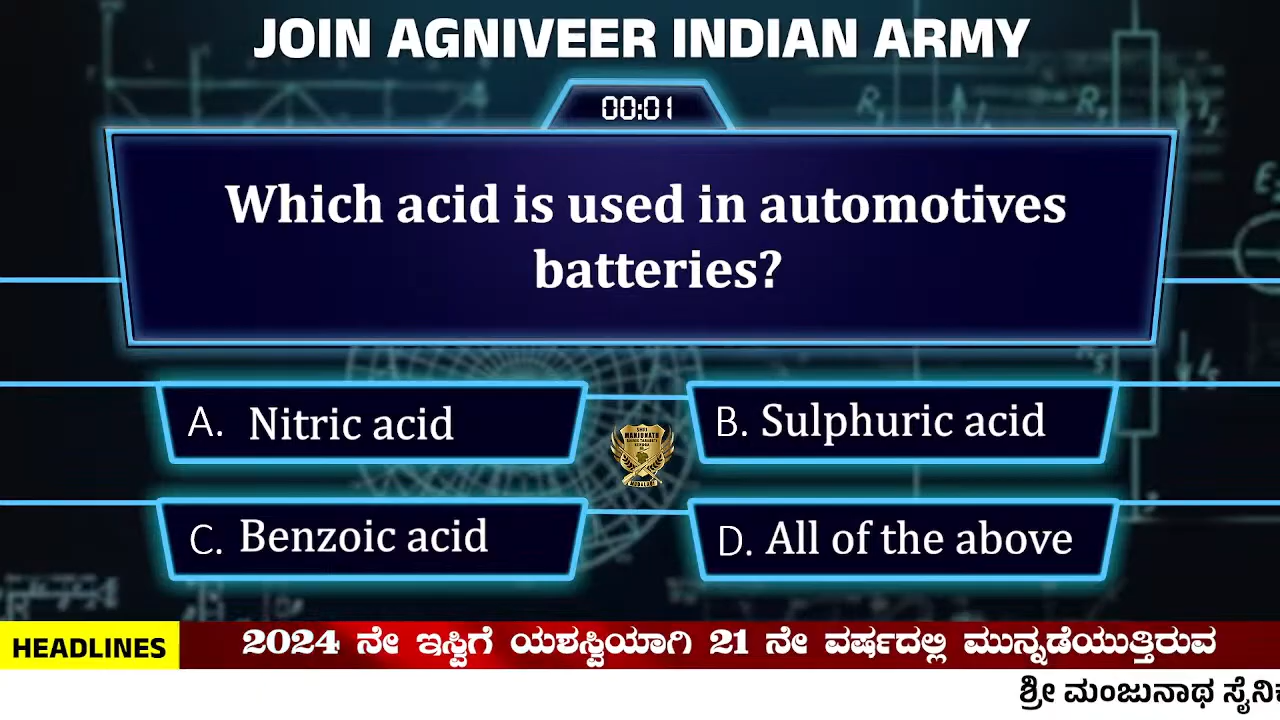 JOIN AGNIVEER INDIAN ARMY
00:01
Which acid is used in automotives
batteries?
A. Nitric acid
B. Sulphuric acid
C. Benzoic acid
D. All of the above
HEADLINES
2024 ನೇ ಇಸ್ವಿಗೆ ಯಶಸ್ವಿಯಾಗಿ 21 ನೇ ವರ್ಷದಲ್ಲಿ ಮುನ್ನಡೆಯುತ್ತಿರುವ
ಶ್ರೀ ಮಂಜುನಾಥ